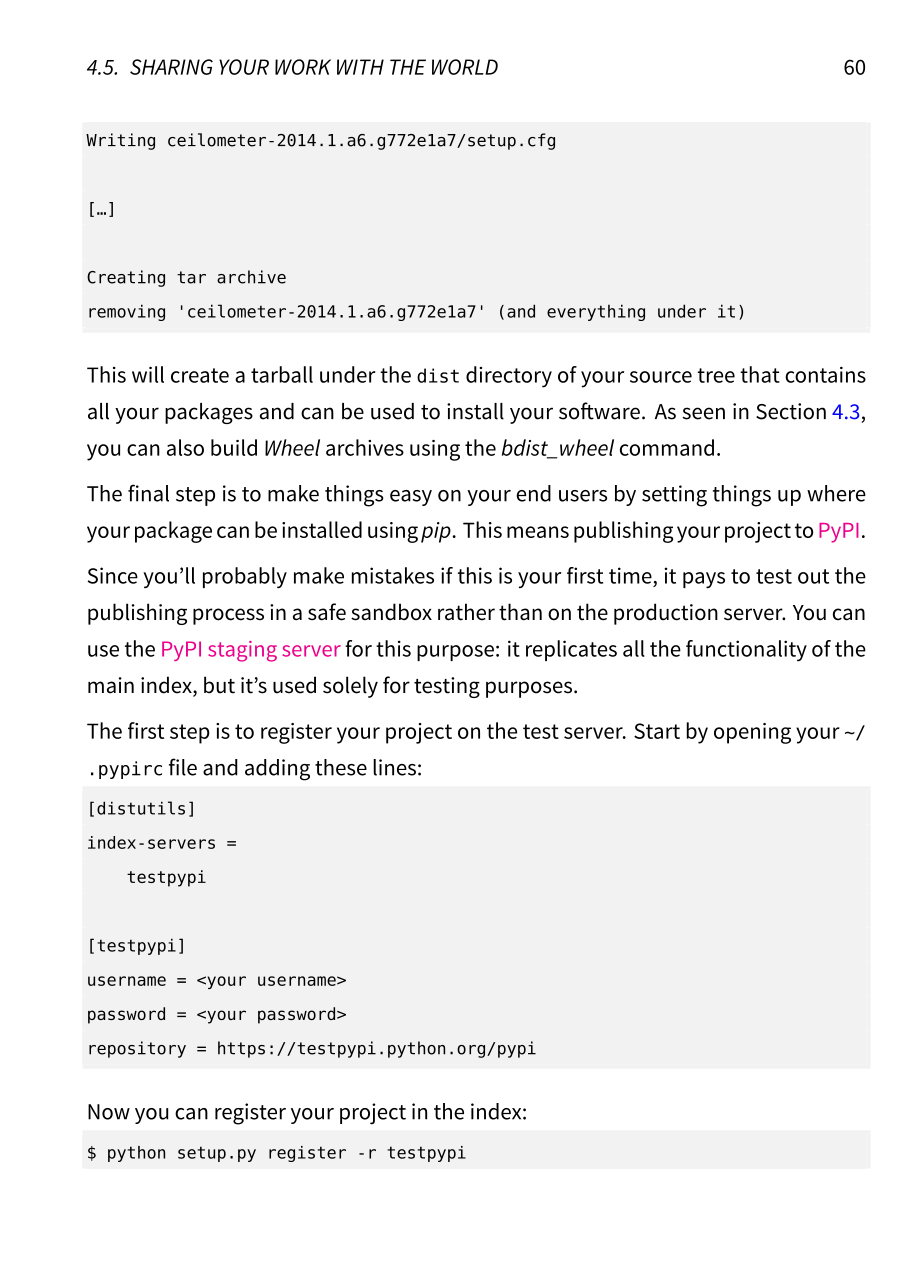 4.5. SHARING YOUR WORK WITH THE WORLD 60
Writing ceilometer-2014.1.a6.g772e1a7/setup.cfg
[…]
Creating tar archive
removing 'ceilometer-2014.1.a6.g772e1a7' (and everything under it)
This will create a tarball under the dist directory of your source tree that contains
all your packages and can be used to install your software. As seen in Section 4.3,
you can also build Wheel archives using the bdist_wheel command.
The final step is to make things easy on your end users by setting things up where
your package can be installed using pip. This means publishing your project to PyPI.
Since you’ll probably make mistakes if this is your first time, it pays to test out the
publishing process in a safe sandbox rather than on the production server. You can
use the PyPI staging server for this purpose: it replicates all the functionality of the
main index, but it’s used solely for testing purposes.
The first step is to register your project on the test server. Start by opening your ~/
.pypirc file and adding these lines:
[distutils]
index-servers =
    testpypi
[testpypi]
username = <your username>
password = <your password>
repository = https://testpypi.python.org/pypi
Now you can register your project in the index:
$ python setup.py register -r testpypi